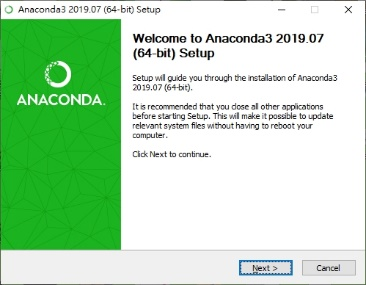 Anaconda3 2019.07 (64-bit) Setup
Welcome to Anaconda3 2019.07
(64-bit) Setup
Setup will guide you through the installation of Anaconda3
2019.07 (64-bit).
It is recommended that you close all other applications
before starting Setup. This will make it possible to update
relevant system files without having to reboot your
computer.
Click Next to continue.
ANACONDA.
Next >
Cancel